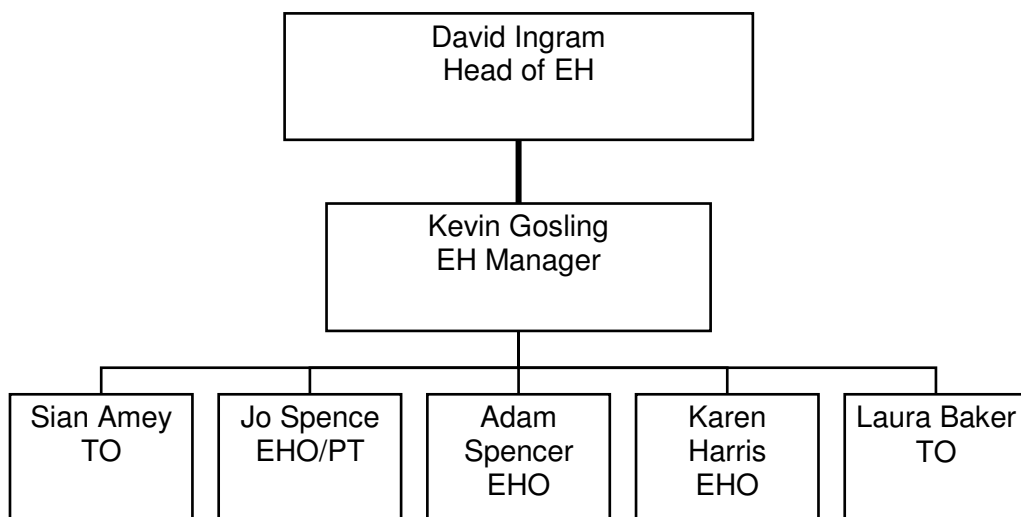 David Ingram
Head of EH
Kevin Gosling
EH Manager
Sian Amey
TO
Jo Spence
EHO/PT
Adam
Spencer
EHO
Karen
Harris
EHO
Laura Baker
TO